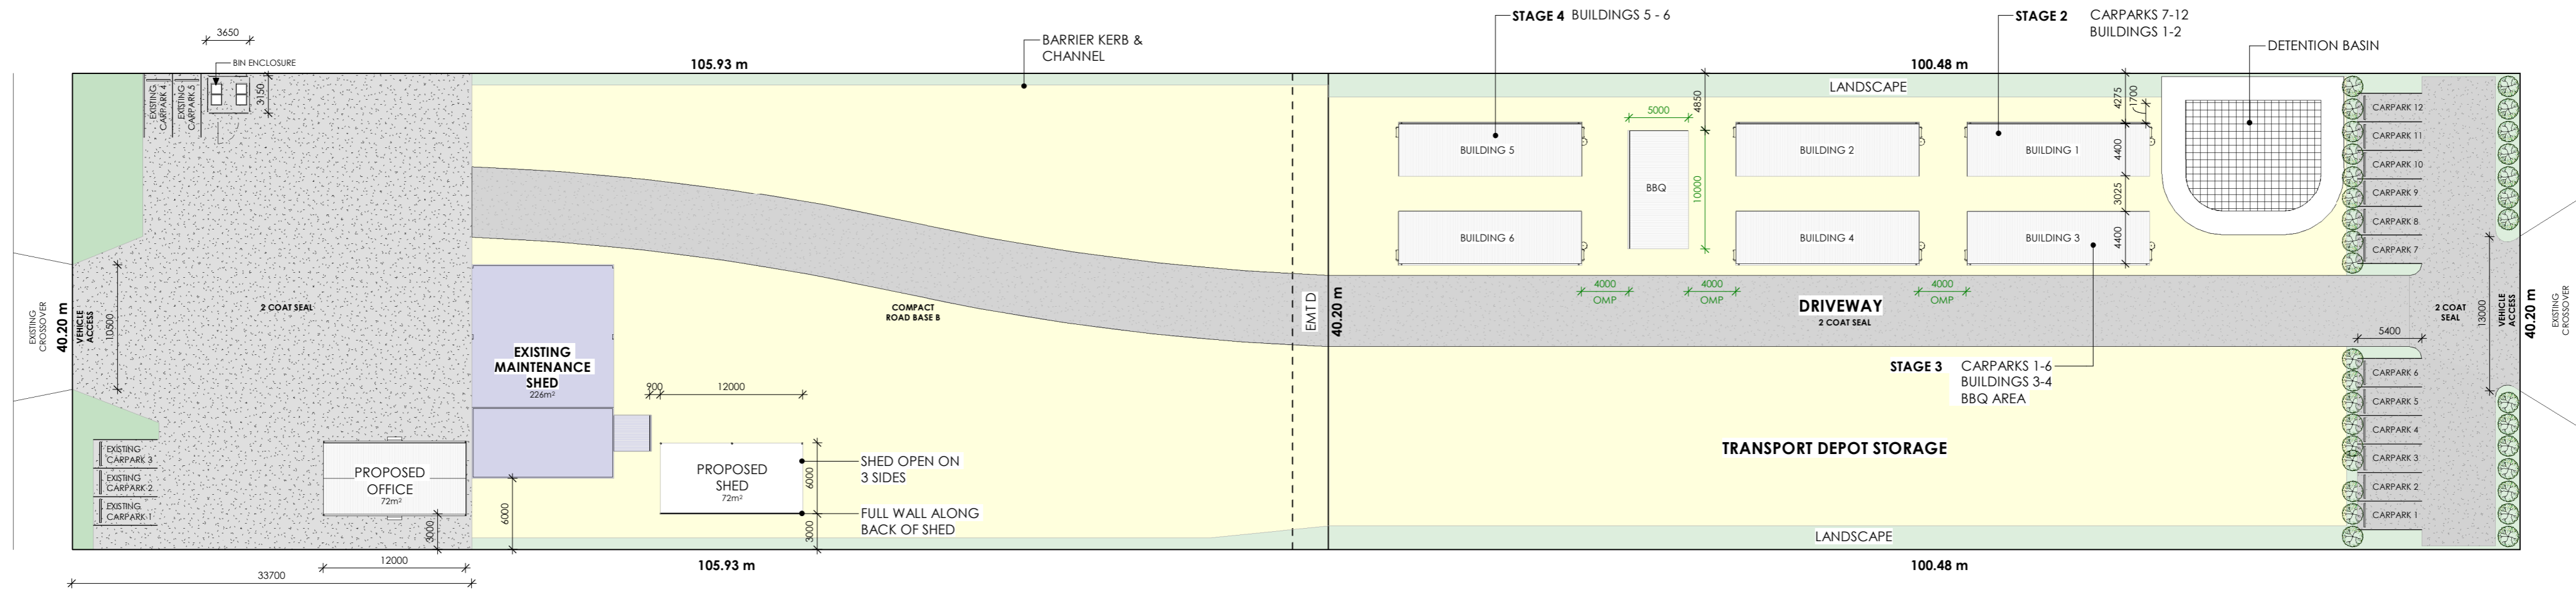 STAGE 4 BUILDINGS 5 - 6
STAGE 2 CARPARKS 7-12
BUILDINGS 1-2
3650
BARRIER KERB &
CHANNEL
DETENTION BASIN
BIN ENCLOSURE
105.93 m
100.48 m
EXISTING
CARPARK 4
EXISTING
CARPARK 5
3150
LANDSCAPE
4850
5000
4275
1700
BUILDING 5
BBQ
10000
BUILDING 2
BUILDING 1
4400
3025
BUILDING 6
BUILDING 4
BUILDING 3
4400
CARPARK 12
CARPARK 11
CARPARK 10
CARPARK 9
CARPARK 8
CARPARK 7
4000
OMP
4000
OMP
4000
OMP
EXISTING
CROSSOVER
40.20 m
VEHICLE
ACCESS
10500
2 COAT SEAL
COMPACT
ROAD BASE B
EMT D
40.20 m
DRIVEWAY
2 COAT SEAL
2 COAT
SEAL
13000
VEHICLE
ACCESS
40.20 m
EXISTING
CROSSOVER
5400
EXISTING
MAINTENANCE
SHED
226m²
900
12000
STAGE 3 CARPARKS 1-6
BUILDINGS 3-4
BBQ AREA
CARPARK 6
CARPARK 5
CARPARK 4
CARPARK 3
CARPARK 2
CARPARK 1
TRANSPORT DEPOT STORAGE
EXISTING
CARPARK 3
EXISTING
CARPARK 2
EXISTING
CARPARK 1
PROPOSED
OFFICE
72m²
3000
6000
PROPOSED
SHED
72m²
6000
3000
SHED OPEN ON
3 SIDES
FULL WALL ALONG
BACK OF SHED
LANDSCAPE
12000
33700
105.93 m
100.48 m